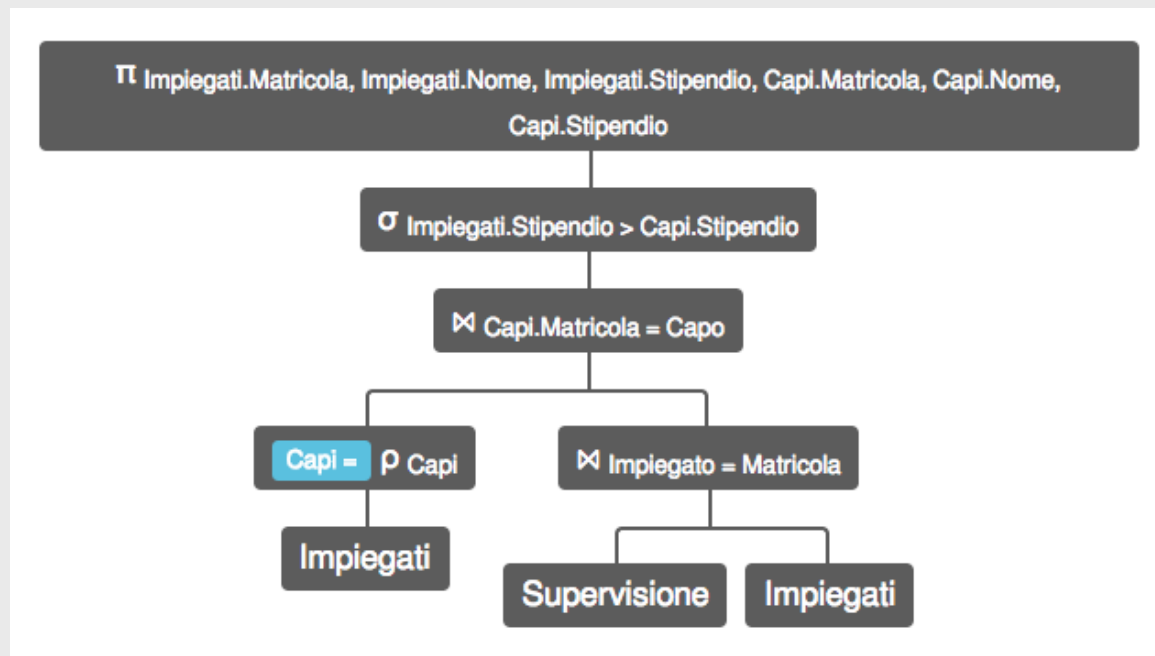 π Impiegati.Matricola, Impiegati.Nome, Impiegati.Stipendio, Capi.Matricola, Capi.Nome,
Capi.Stipendio
σ Impiegati.Stipendio > Capi.Stipendio
⋈ Capi.Matricola = Capo
Capi = ρ Capi
⋈ Impiegato = Matricola
Impiegati
Supervisione
Impiegati